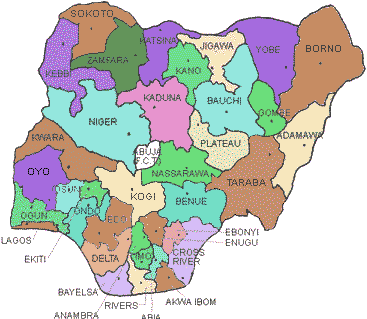 SOKOTO
KATSINA
JIGAWA
YOBE
BORNO
ZAMFARA
KEBBI
KANO
KADUNA
BAUCHI
GOMBE
NIGER
ADAMAWA
KWARA
ABUJA
(F.C.T)
PLATEAU
OYO
NASSARAWA
TARABA
OSUN
KOGI
BENUE
OGUN
ONDO
EDO
LAGOS
EBONYI
ENUGU
EKITI
DELTA
IMO
CROSS
RIVER
BAYELSA
RIVERS
AKWA IBOM
ANAMBRA
ABIA